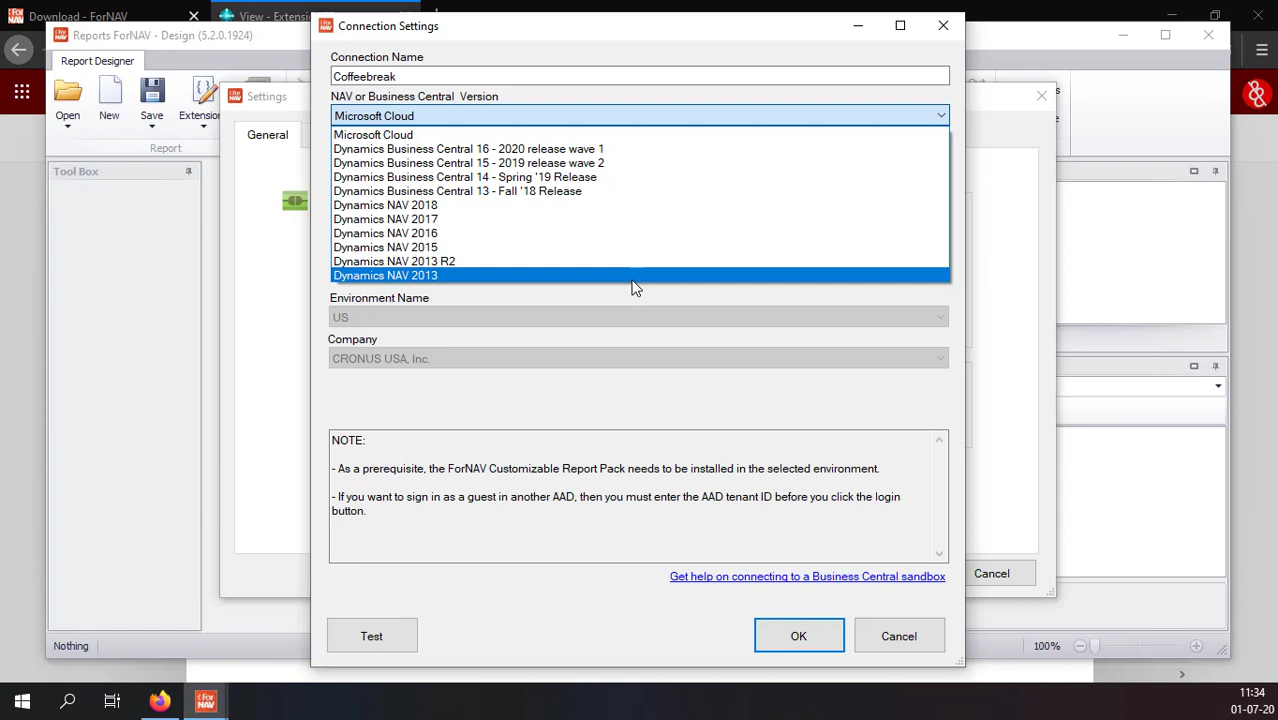 Download - ForNAV
View - Extensi
Connection Settings
Reports ForNAV - Design (5.2.0.1924)
Report Designer
Open
New
Save
Extension
Report
Settings
General
Tool Box
Connection Name
Coffeebreak
NAV or Business Central Version
Microsoft Cloud
Microsoft Cloud
Dynamics Business Central 16 - 2020 release wave 1
Dynamics Business Central 15 - 2019 release wave 2
Dynamics Business Central 14 - Spring '19 Release
Dynamics Business Central 13 - Fall '18 Release
Dynamics NAV 2018
Dynamics NAV 2017
Dynamics NAV 2016
Dynamics NAV 2015
Dynamics NAV 2013 R2
Dynamics NAV 2013
Environment Name
US
Company
CRONUS USA, Inc.
NOTE:
- As a prerequisite, the ForNAV Customizable Report Pack needs to be installed in the selected environment.
- If you want to sign in as a guest in another AAD, then you must enter the AAD tenant ID before you click the login
button.
Get help on connecting to a Business Central sandbox
Test
OK
Cancel
Cancel
Nothing
100%
11:34
01-07-20